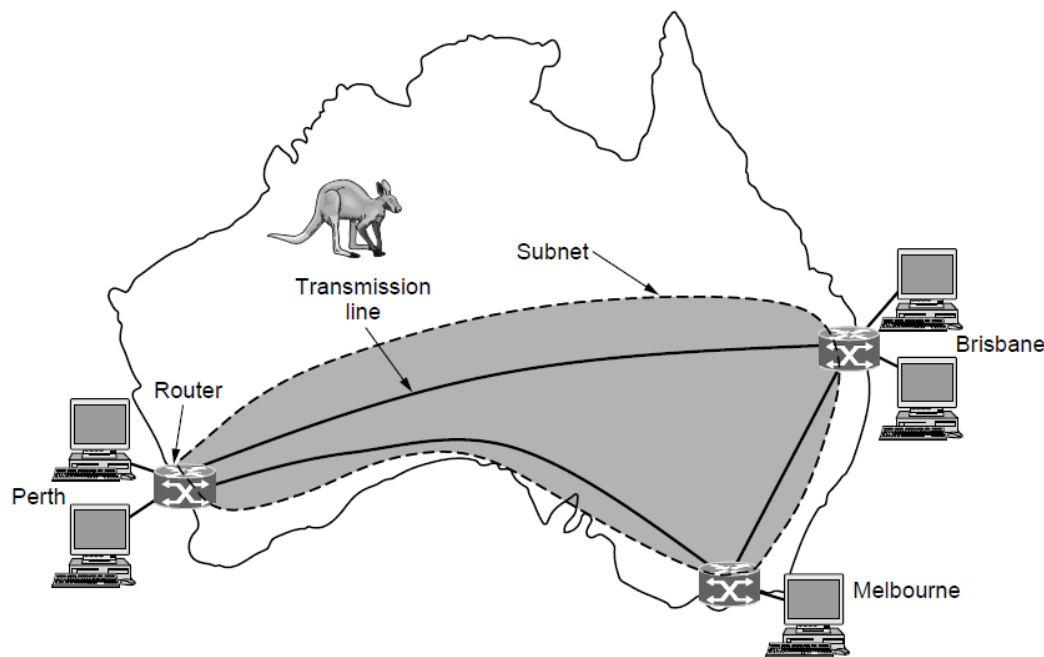 Subnet
Transmission
line
Brisbane
Router
Perth
Melbourne